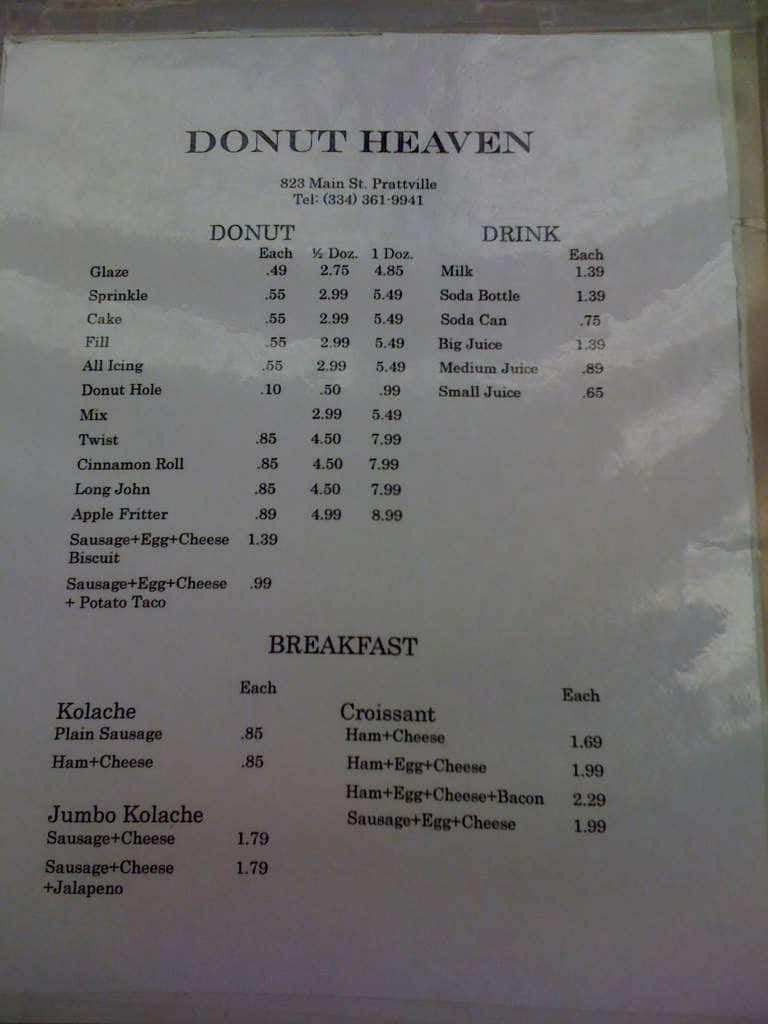 DONUT HEAVEN
823 Main St. Prattville
Tel: (334) 361-9941
DONUT
Each ½ Doz. 1 Doz.
Glaze .49 2.75 4.85
Sprinkle .55 2.99 5.49
Cake .55 2.99 5.49
Fill .55 2.99 5.49
All Icing .55 2.99 5.49
Donut Hole .10 .50 .99
Mix 2.99 5.49
Twist .85 4.50 7.99
Cinnamon Roll .85 4.50 7.99
Long John .85 4.50 7.99
Apple Fritter .89 4.99 8.99
Sausage+Egg+Cheese 1.39
Biscuit
Sausage+Egg+Cheese .99
+ Potato Taco
DRINK
Each
Milk 1.39
Soda Bottle 1.39
Soda Can .75
Big Juice 1.39
Medium Juice .89
Small Juice .65
BREAKFAST
Each
Kolache
Plain Sausage .85
Ham+Cheese .85
Jumbo Kolache
Sausage+Cheese 1.79
Sausage+Cheese 1.79
+Jalapeno
Each
Croissant
Ham+Cheese 1.69
Ham+Egg+Cheese 1.99
Ham+Egg+Cheese+Bacon 2.29
Sausage+Egg+Cheese 1.99